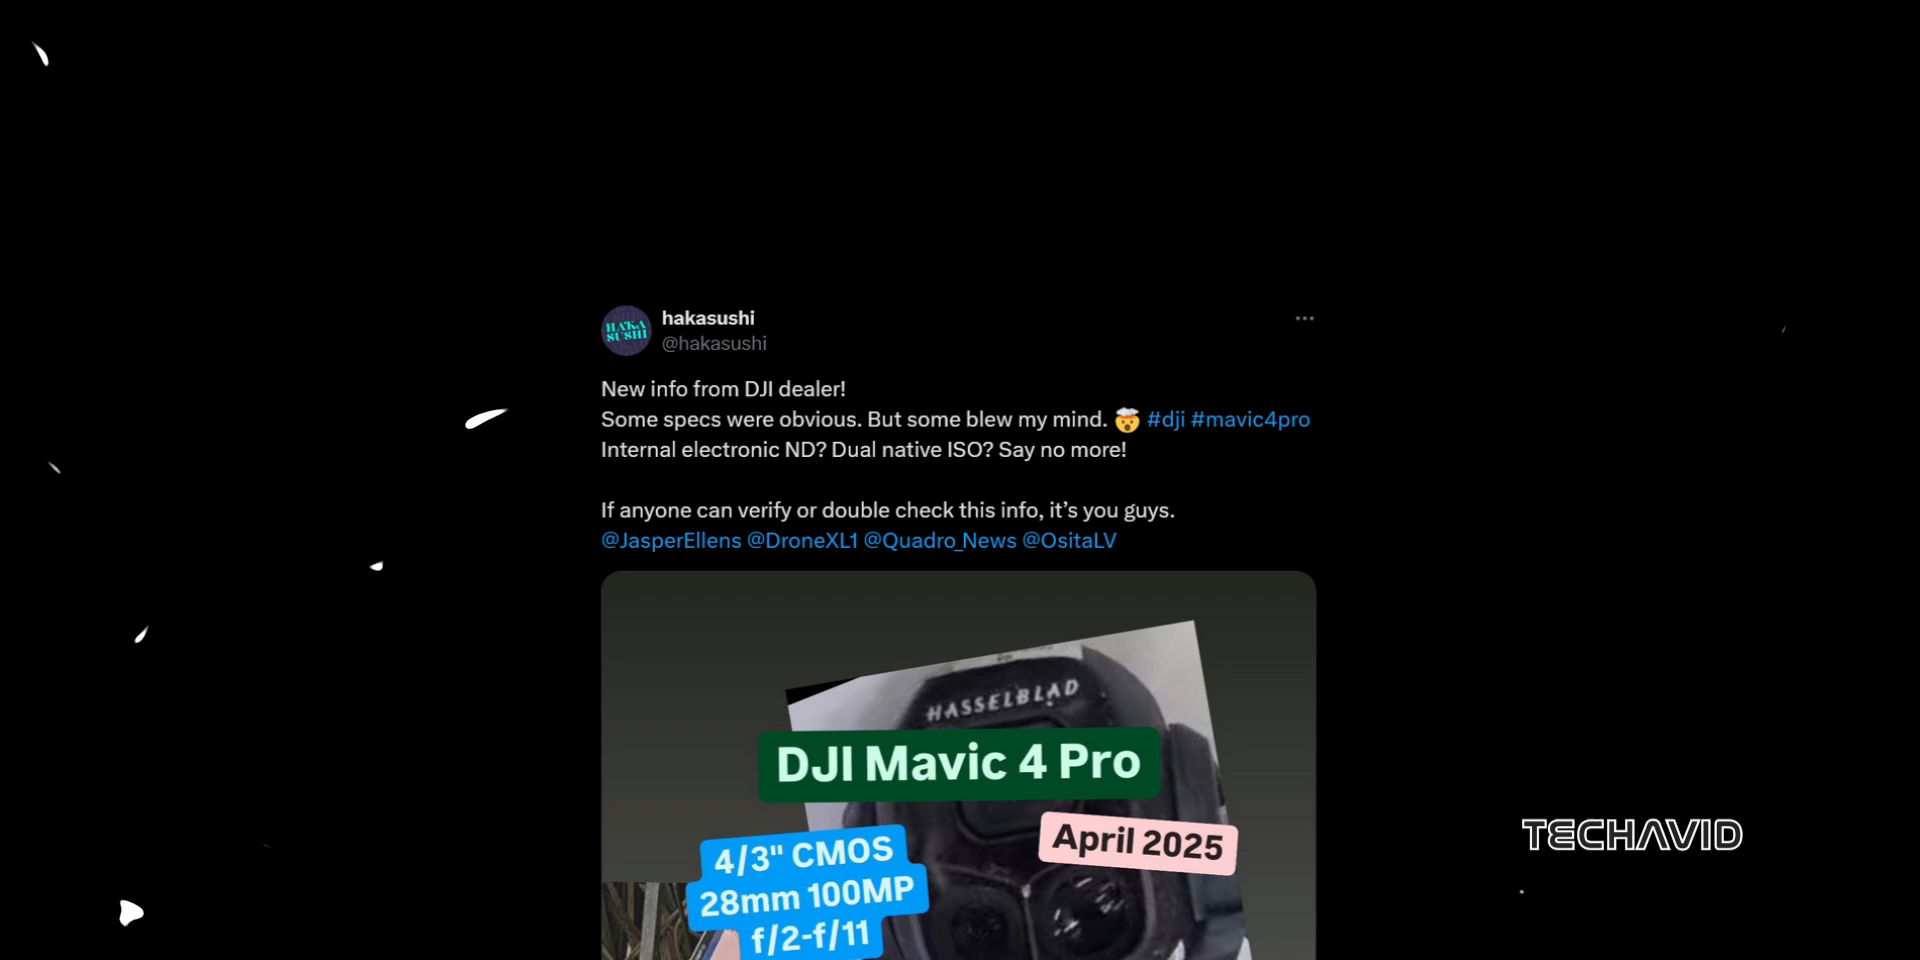 HAKA
SUSHI
hakasushi
@hakasushi
New info from DJI dealer!
Some specs were obvious. But some blew my mind. 🤯 #dji #mavic4pro
Internal electronic ND? Dual native ISO? Say no more!
If anyone can verify or double check this info, it’s you guys.
@JasperEllens @DroneXL1 @Quadro_News @OsitaLV
HASSELBLAD
DJI Mavic 4 Pro
April 2025
4/3" CMOS
28mm 100MP
f/2-f/11
TECHAVID